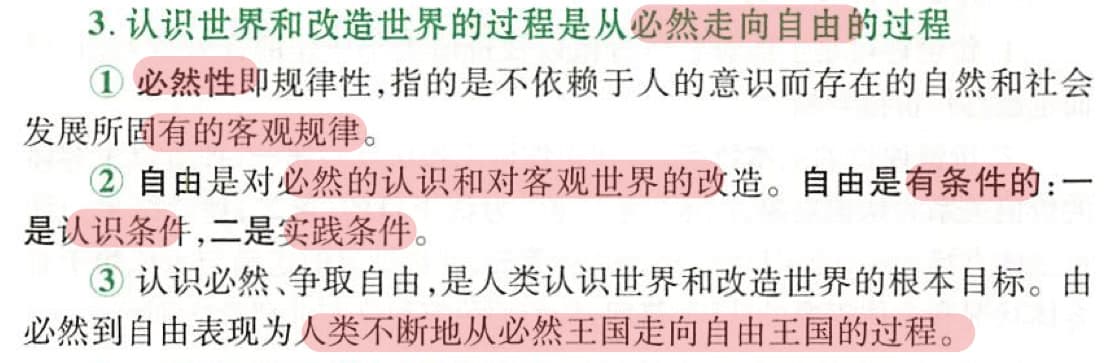 3. 认识世界和改造世界的过程是从必然走向自由的过程
① 必然性即规律性,指的是不依赖于人的意识而存在的自然和社会
发展所固有的客观规律。
② 自由是对必然的认识和对客观世界的改造。自由是有条件的:一
是认识条件,二是实践条件。
③ 认识必然、争取自由,是人类认识世界和改造世界的根本目标。由
必然到自由表现为人类不断地从必然王国走向自由王国的过程。